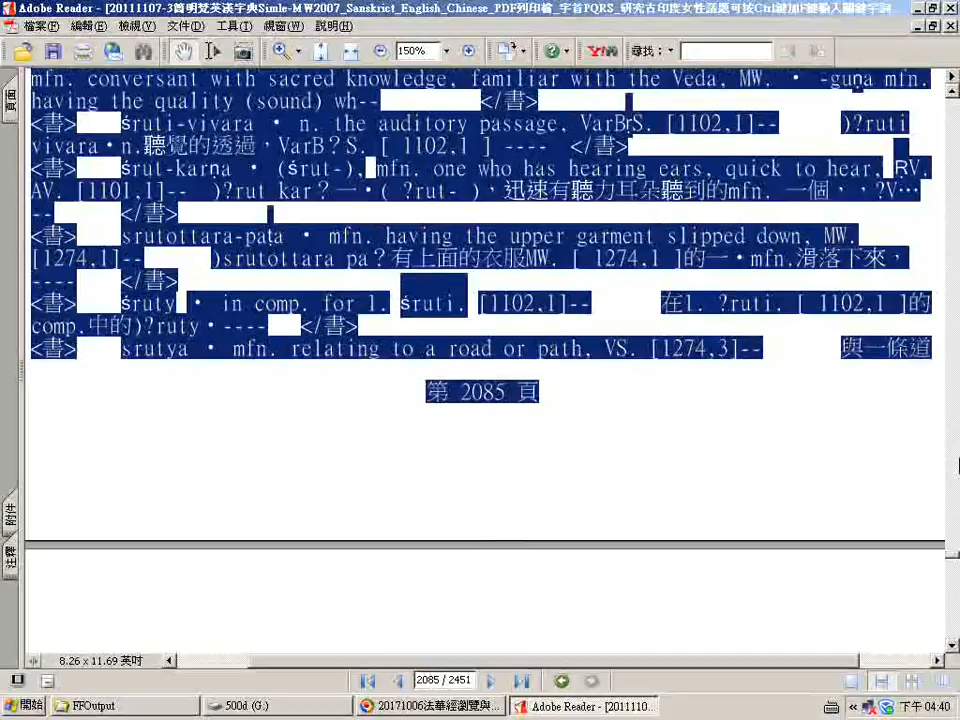 Adobe Reader - [20111107-3簡明梵英漢字典Simle-MW2007_Sanskrict_English_Chinese_PDF列印檔_字首PQRS_研究古印度女性話題可按Ctrl鍵加F鍵輸入關鍵字詞
檔案(F) 編輯(E) 檢視(V) 文件(D) 工具(T) 視窗(W) 說明(H)
150% Y!MSN 尋找：
頁面
mfn. conversant with sacred knowledge, familiar with the Veda, MW. • -guṇa mfn.
having the quality (sound) wh-- </書>
<書> śruti-vivara • n. the auditory passage, VarBṛS. [1102,1]-- )?ruti
vivara•n.聽覺的透過，VarB？S. [ 1102,1 ] ---- </書>
<書> śrut-karṇa • (śrut-), mfn. one who has hearing ears, quick to hear, RV.
AV. [1101,1]-- )?rut kar？一•( ?rut- )，迅速有聽力耳朵聽到的mfn. 一個，，?V…
-- </書>
<書> srutottara-paṭa • mfn. having the upper garment slipped down, MW.
[1274,1]-- )srutottara pa？有上面的衣服MW. [ 1274,1 ]的一•mfn.滑落下來，
---- </書>
<書> śruty • in comp. for 1. śruti. [1102,1]-- 在1. ?ruti. [ 1102,1 ]的
comp.中的)?ruty•---- </書>
<書> srutya • mfn. relating to a road or path, VS. [1274,3]-- 與一條道
第 2085 頁
附件
注釋
8.26 x 11.69 英吋
2085 / 2451
開始 FFOutput 500d (G:) 20171006法華經瀏覽與... Adobe Reader - [2011110... 下午 04:40